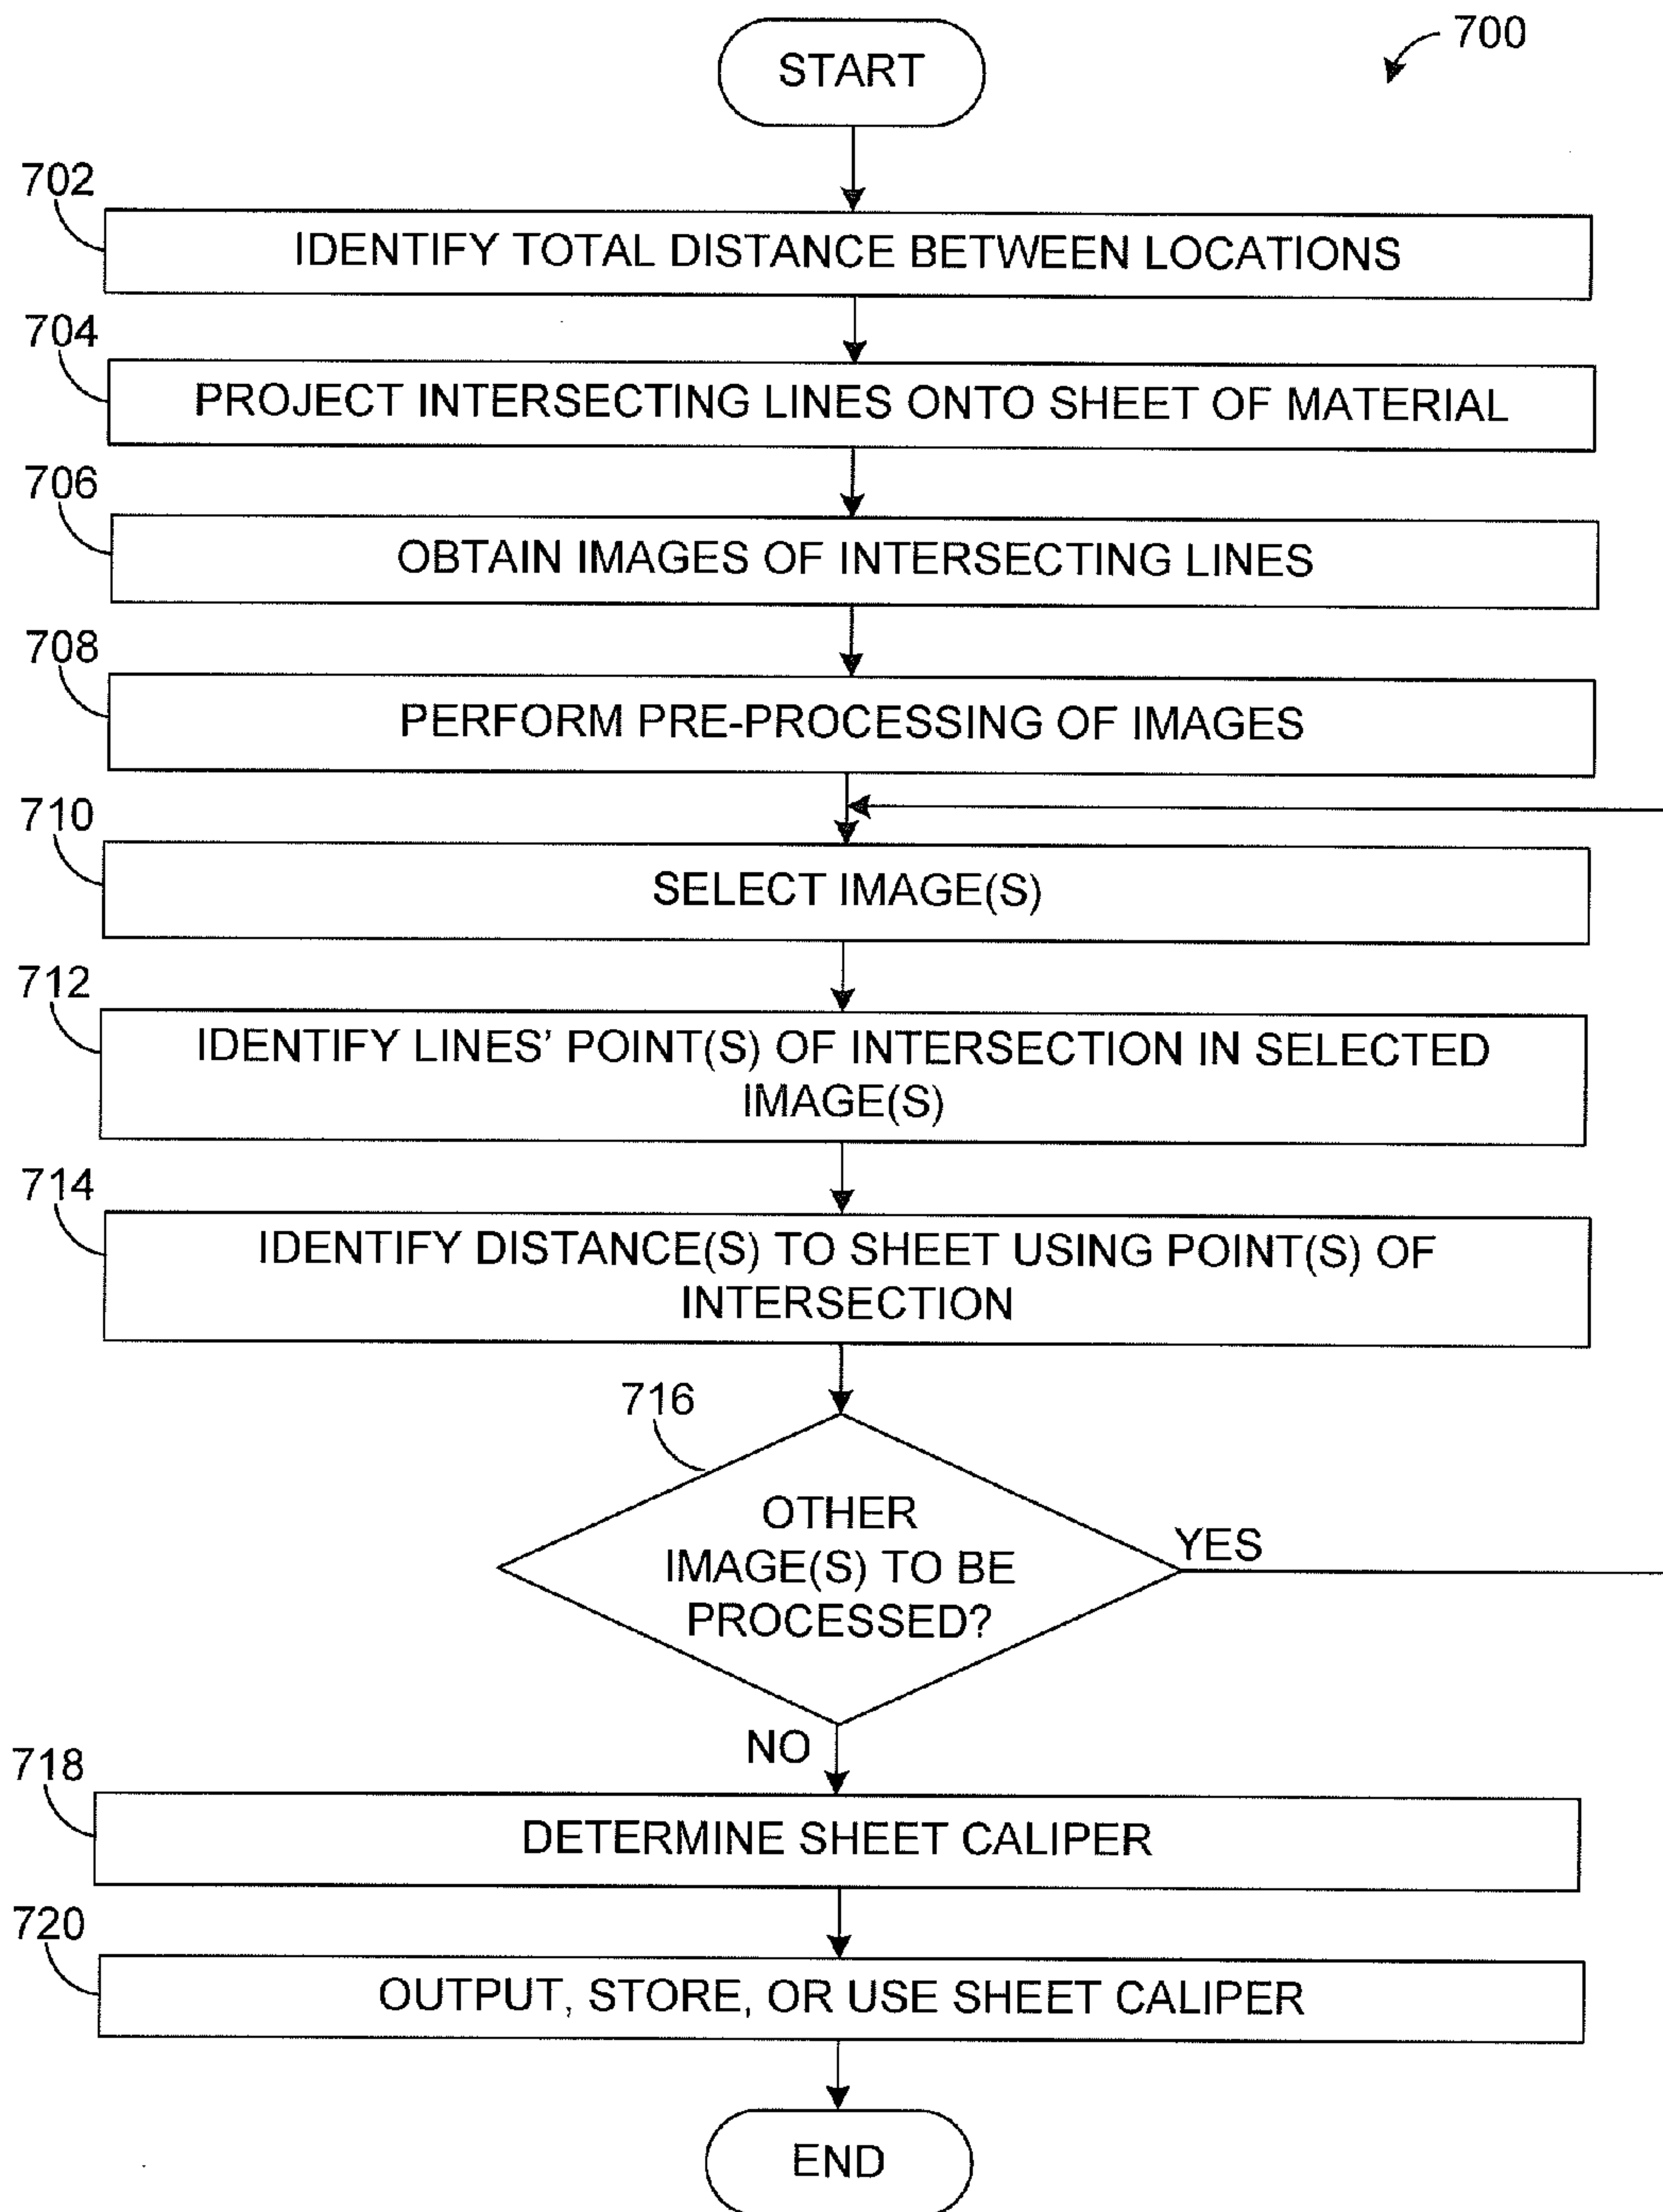 START
700
702
IDENTIFY TOTAL DISTANCE BETWEEN LOCATIONS
704
PROJECT INTERSECTING LINES ONTO SHEET OF MATERIAL
706
OBTAIN IMAGES OF INTERSECTING LINES
708
PERFORM PRE-PROCESSING OF IMAGES
710
SELECT IMAGE(S)
712
IDENTIFY LINES’ POINT(S) OF INTERSECTION IN SELECTED
IMAGE(S)
714
IDENTIFY DISTANCE(S) TO SHEET USING POINT(S) OF
INTERSECTION
716
OTHER
IMAGE(S) TO BE
PROCESSED?
YES
NO
718
DETERMINE SHEET CALIPER
720
OUTPUT, STORE, OR USE SHEET CALIPER
END